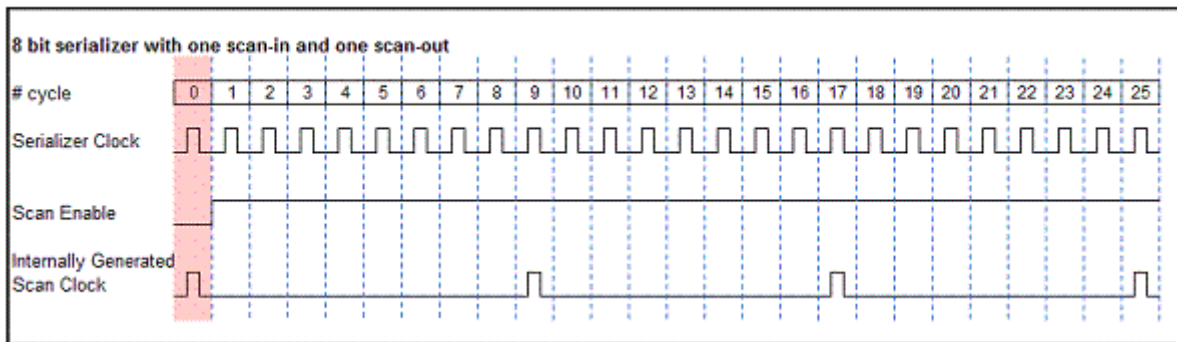 8 bit serializer with one scan-in and one scan-out
# cycle 0 1 2 3 4 5 6 7 8 9 10 11 12 13 14 15 16 17 18 19 20 21 22 23 24 25
Serializer Clock
Scan Enable
Internally Generated
Scan Clock